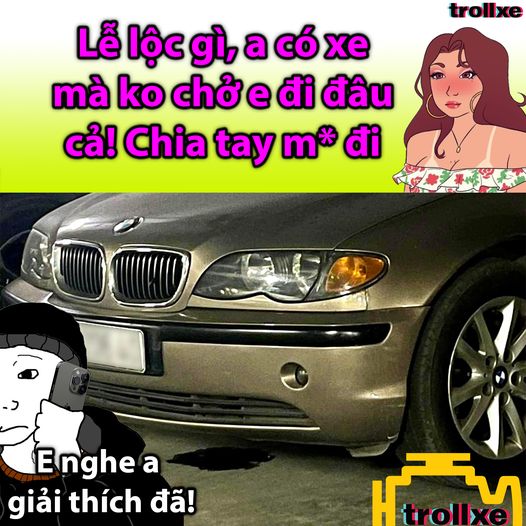 trollxe
Lễ lộc gì, a có xe
mà ko chở e đi đâu
cả! Chia tay m* đi
E nghe a
giải thích đã!
trollxe